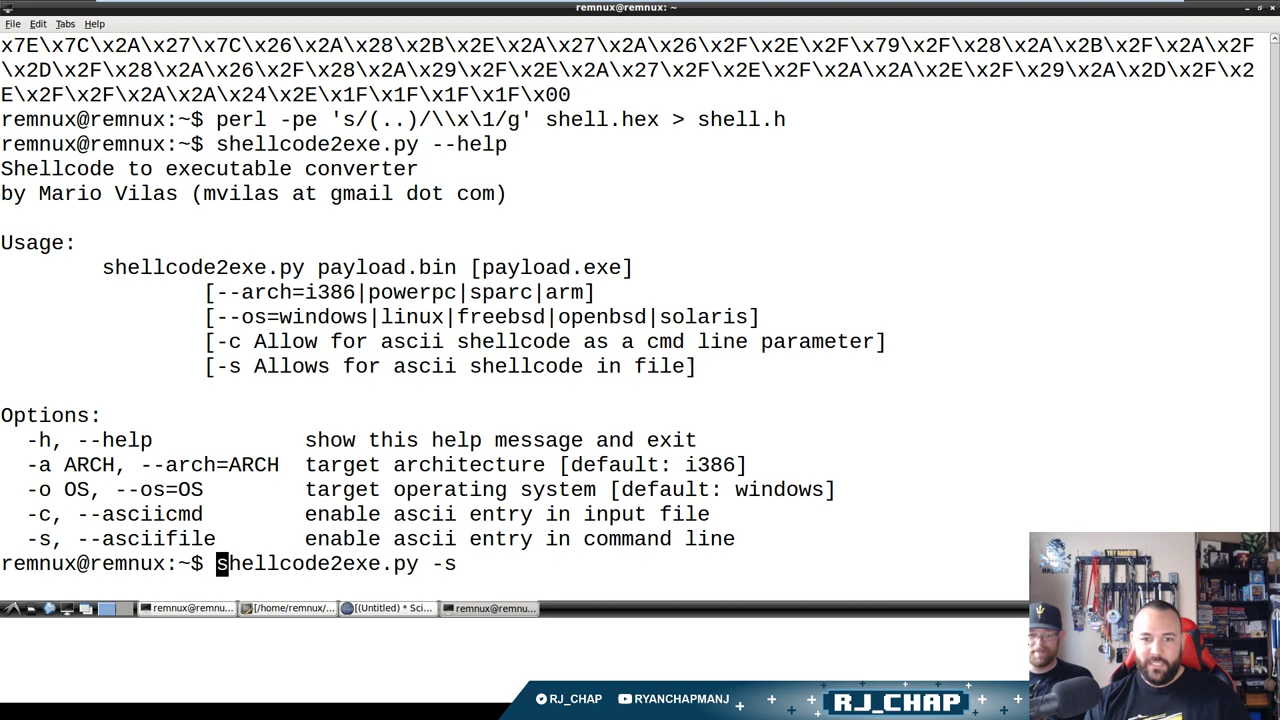 remnux@remnux: ~
File Edit Tabs Help
x7E\x7C\x2A\x27\x7C\x26\x2A\x28\x2B\x2E\x2A\x27\x2A\x26\x2F\x2E\x2F\x79\x2F\x28\x2A\x2B\x2F\x2A\x2F
\x2D\x2F\x28\x2A\x26\x2F\x28\x2A\x29\x2F\x2E\x2A\x27\x2F\x2E\x2F\x2A\x2A\x2E\x2F\x29\x2A\x2D\x2F\x2
E\x2F\x2F\x2A\x2A\x24\x2E\x1F\x1F\x1F\x1F\x00
remnux@remnux:~$ perl -pe 's/(..)/\\x\1/g' shell.hex > shell.h
remnux@remnux:~$ shellcode2exe.py --help
Shellcode to executable converter
by Mario Vilas (mvilas at gmail dot com)
Usage:
shellcode2exe.py payload.bin [payload.exe]
[--arch=i386|powerpc|sparc|arm]
[--os=windows|linux|freebsd|openbsd|solaris]
[-c Allow for ascii shellcode as a cmd line parameter]
[-s Allows for ascii shellcode in file]
Options:
-h, --help show this help message and exit
-a ARCH, --arch=ARCH target architecture [default: i386]
-o OS, --os=OS target operating system [default: windows]
-c, --asciicmd enable ascii entry in input file
-s, --asciifile enable ascii entry in command line
remnux@remnux:~$ shellcode2exe.py -s
remnux@remnu... [/home/remnux/... [(Untitled) * Sci... remnux@remnu...
RJ_CHAP RYANCHAPMANJ RJ_CHAP